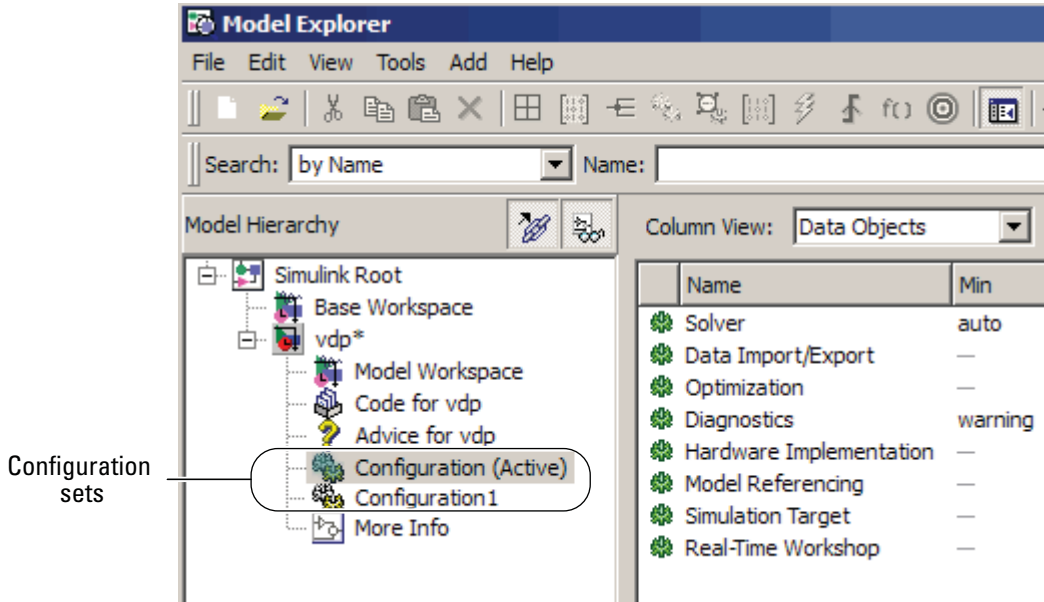 Model Explorer
File Edit View Tools Add Help
f()
Search: by Name Name:
Model Hierarchy
Column View: Data Objects
Simulink Root
Base Workspace
vdp*
Model Workspace
Code for vdp
Advice for vdp
Configuration (Active)
Configuration1
More Info
Configuration
sets
Name Min
Solver auto
Data Import/Export —
Optimization —
Diagnostics warning
Hardware Implementation —
Model Referencing —
Simulation Target —
Real-Time Workshop —